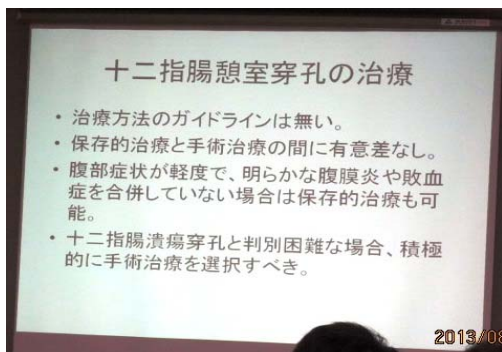 十二指腸憩室穿孔の治療
・治療方法のガイドラインは無い。
・保存的治療と手術治療の間に有意差なし。
・腹部症状が軽度で、明らかな腹膜炎や敗血
症を合併していない場合は保存的治療も可
能。
・十二指腸潰瘍穿孔と判別困難な場合、積極
的に手術治療を選択すべき。
2013/08